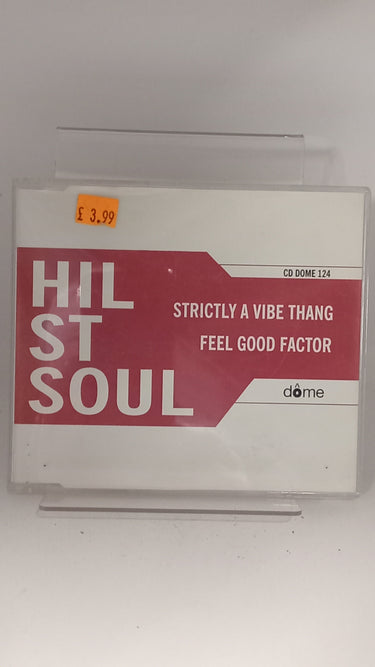 £ 3.99
CD DOME 124
HIL
ST
SOUL
STRICTLY A VIBE THANG
FEEL GOOD FACTOR
dôme